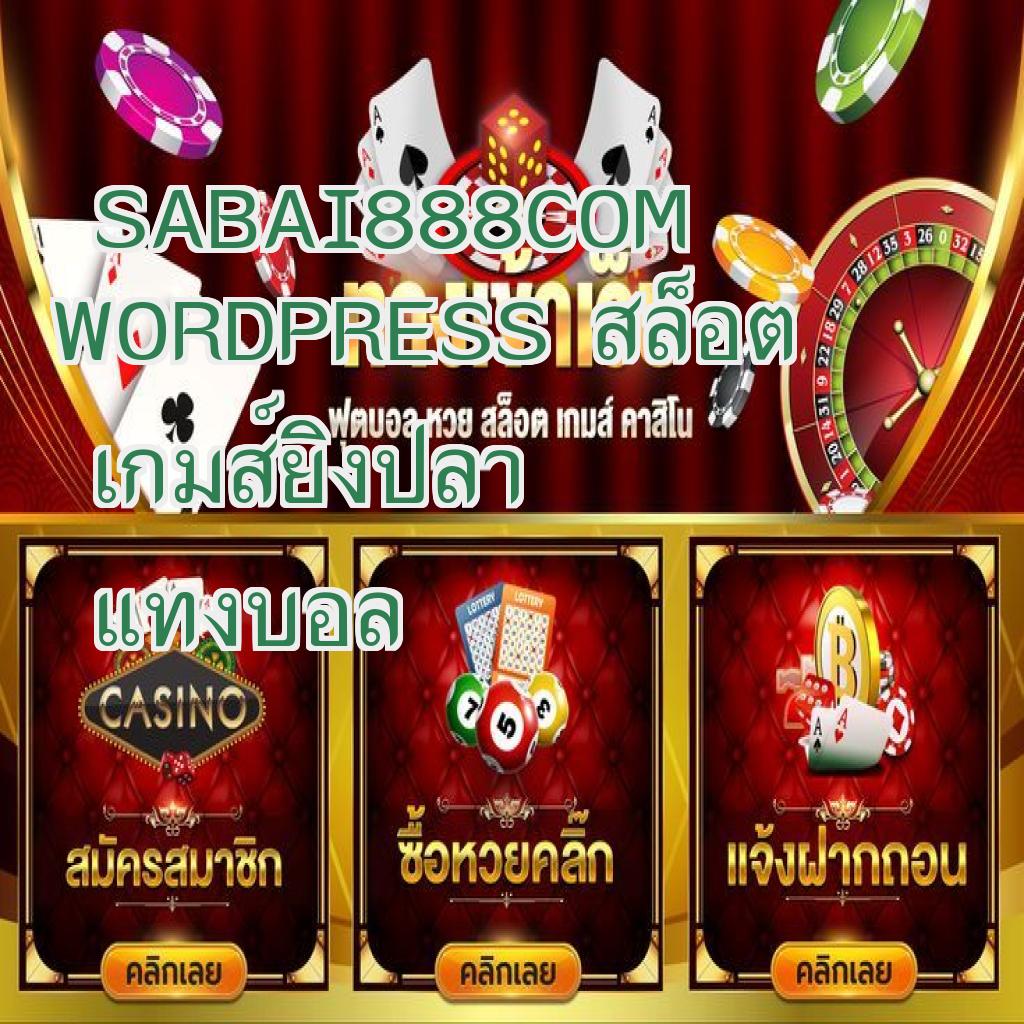 SABAI888COM
WORDPRESS สล็อต
ฟุตบอล หวย สล็อต เกมส์ คาสิโน
เกมส์ยิงปลา
แทงบอล
LOTTERY LOTTERY
CASINO
7 5 3
สมัครสมาชิก
ซื้อหวยคลิ๊ก
แจ้งฝากถอน
คลิกเลย
คลิกเลย
คลิกเลย